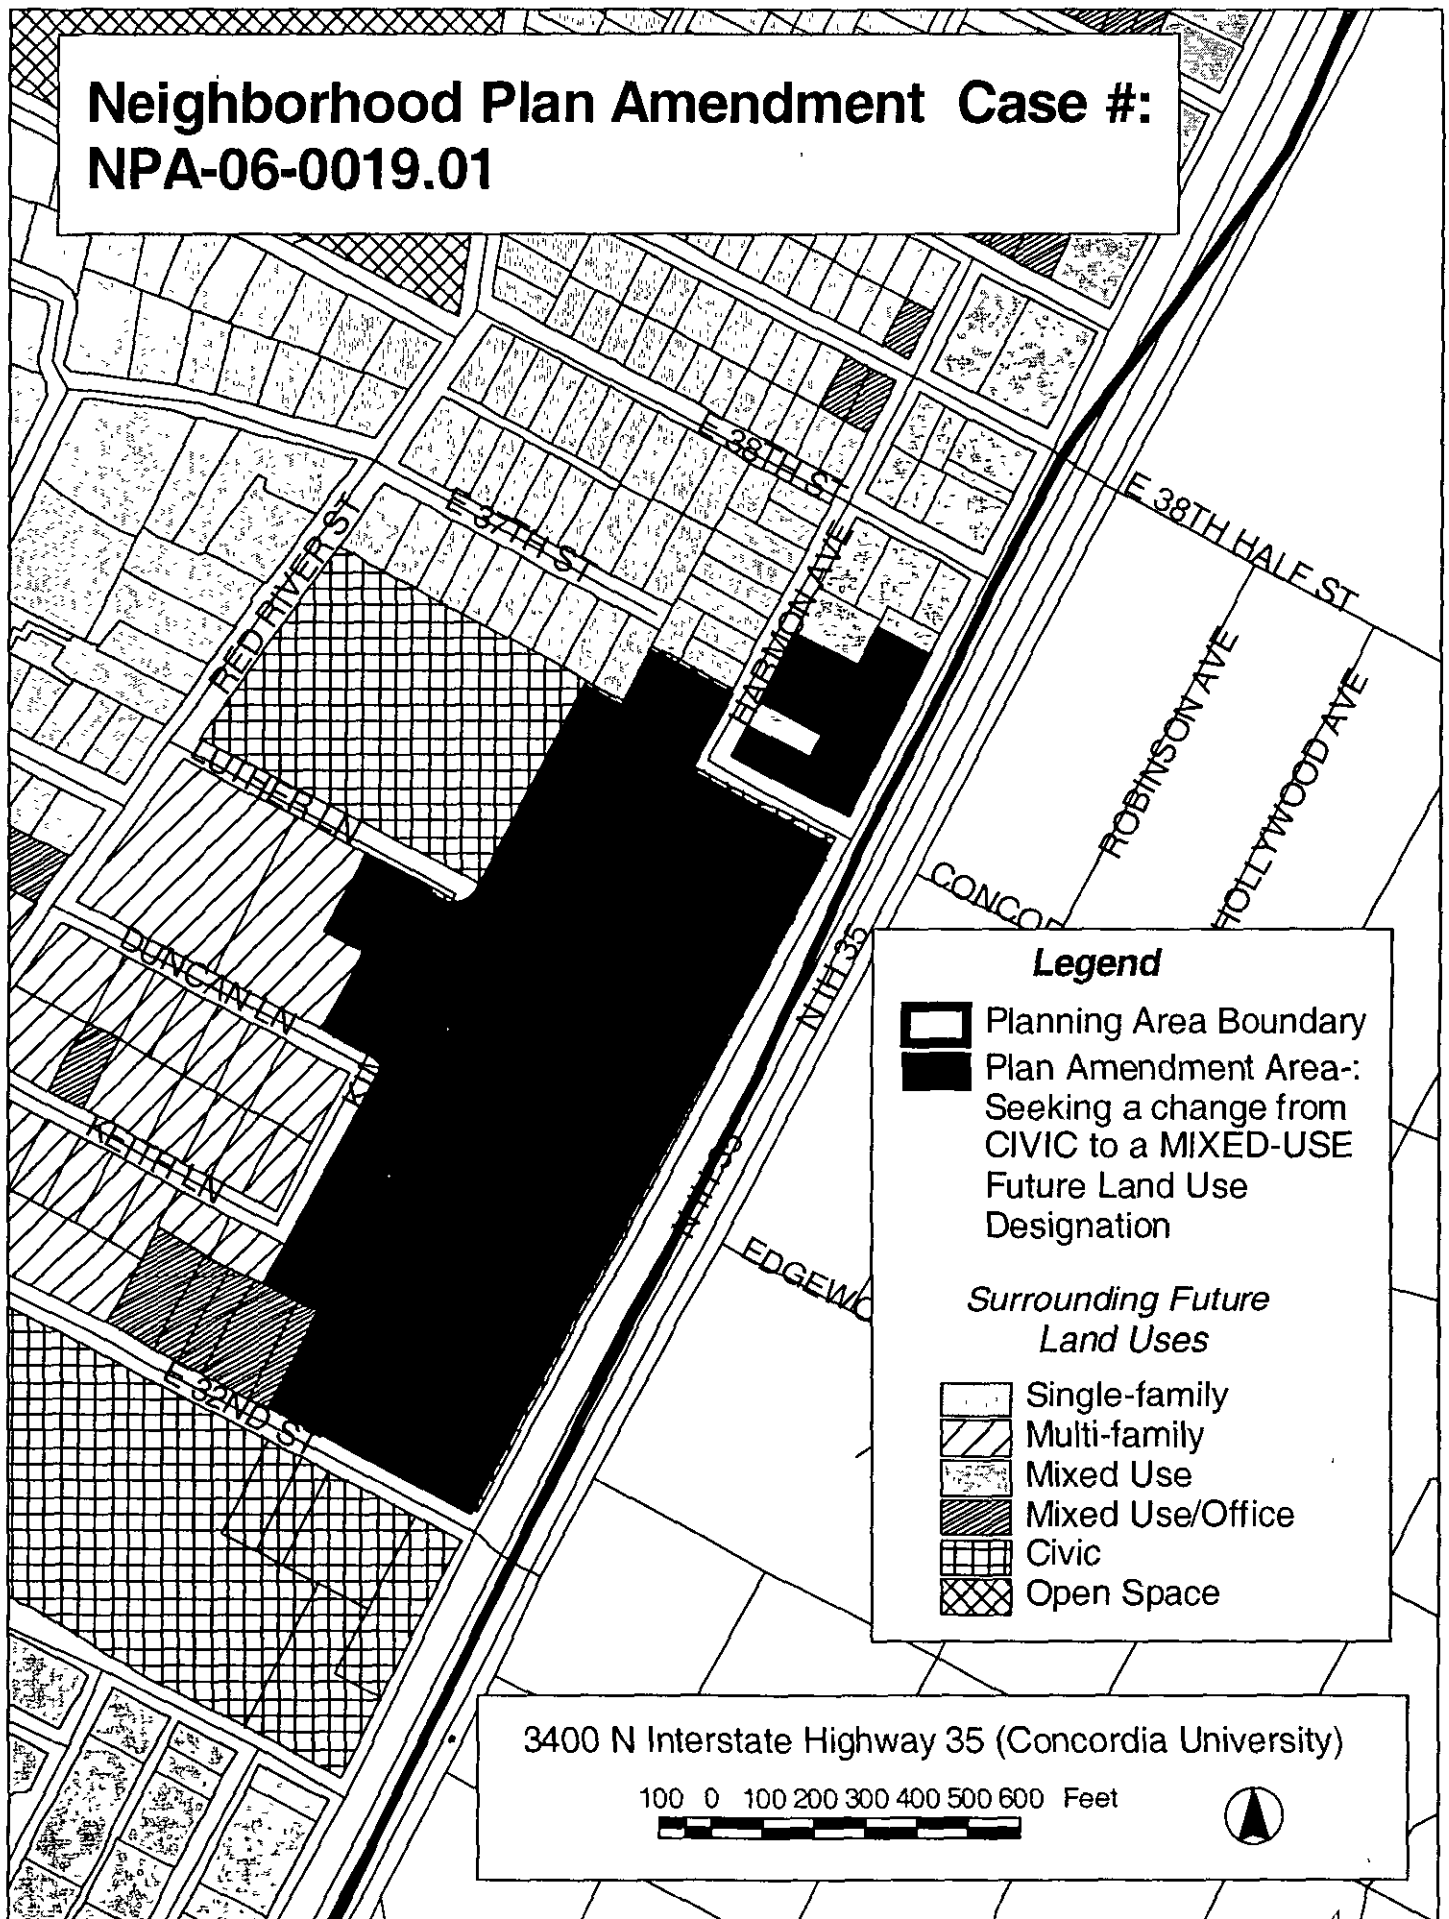 Neighborhood Plan Amendment Case #:
NPA-06-0019.01
E 38TH ST
E 37TH ST
E 38TH HALF ST
RED RIVER ST
HARMON AVE
ROBINSON AVE
HOLLYWOOD AVE
LUTHER LN
CONCOR
DUNCAN LN
N IH 35
KEITH LN
N IH 35
EDGEWO
E 32ND ST
Legend
Planning Area Boundary
Plan Amendment Area-:
Seeking a change from
CIVIC to a MIXED-USE
Future Land Use
Designation
Surrounding Future
Land Uses
Single-family
Multi-family
Mixed Use
Mixed Use/Office
Civic
Open Space
3400 N Interstate Highway 35 (Concordia University)
100 0 100 200 300 400 500 600 Feet